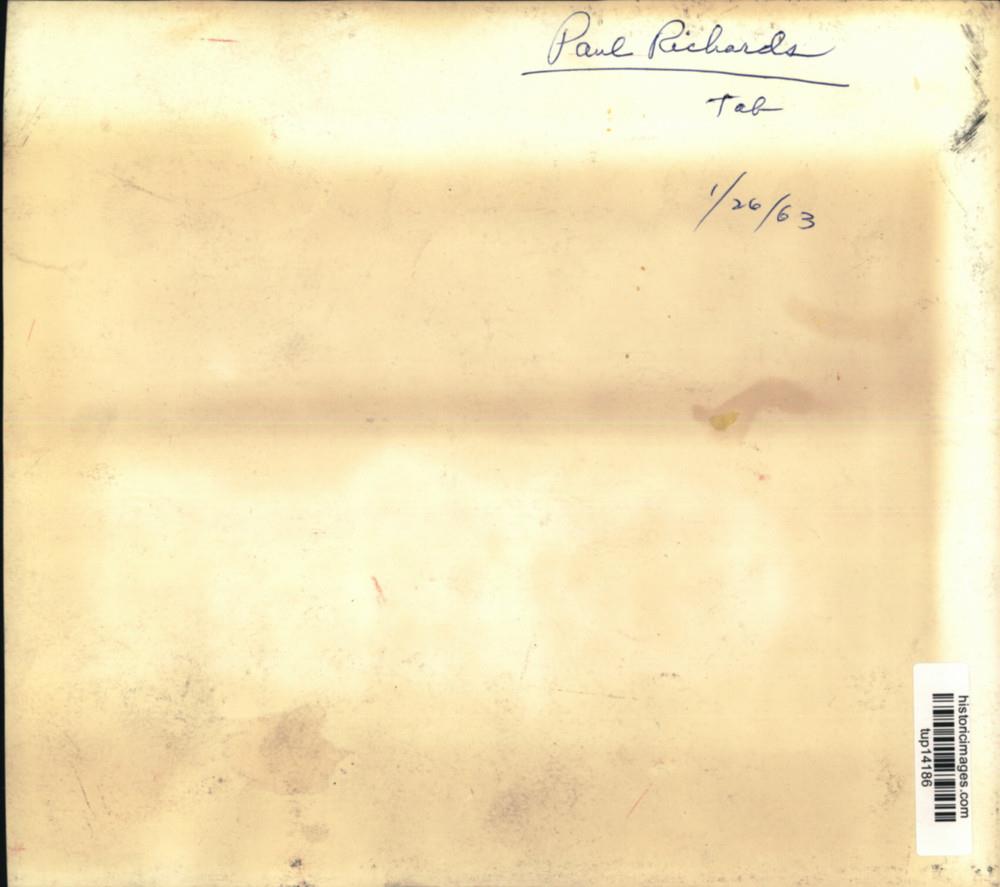 Paul Richards
Tab
1/26/63
historicimages.com
tup14186